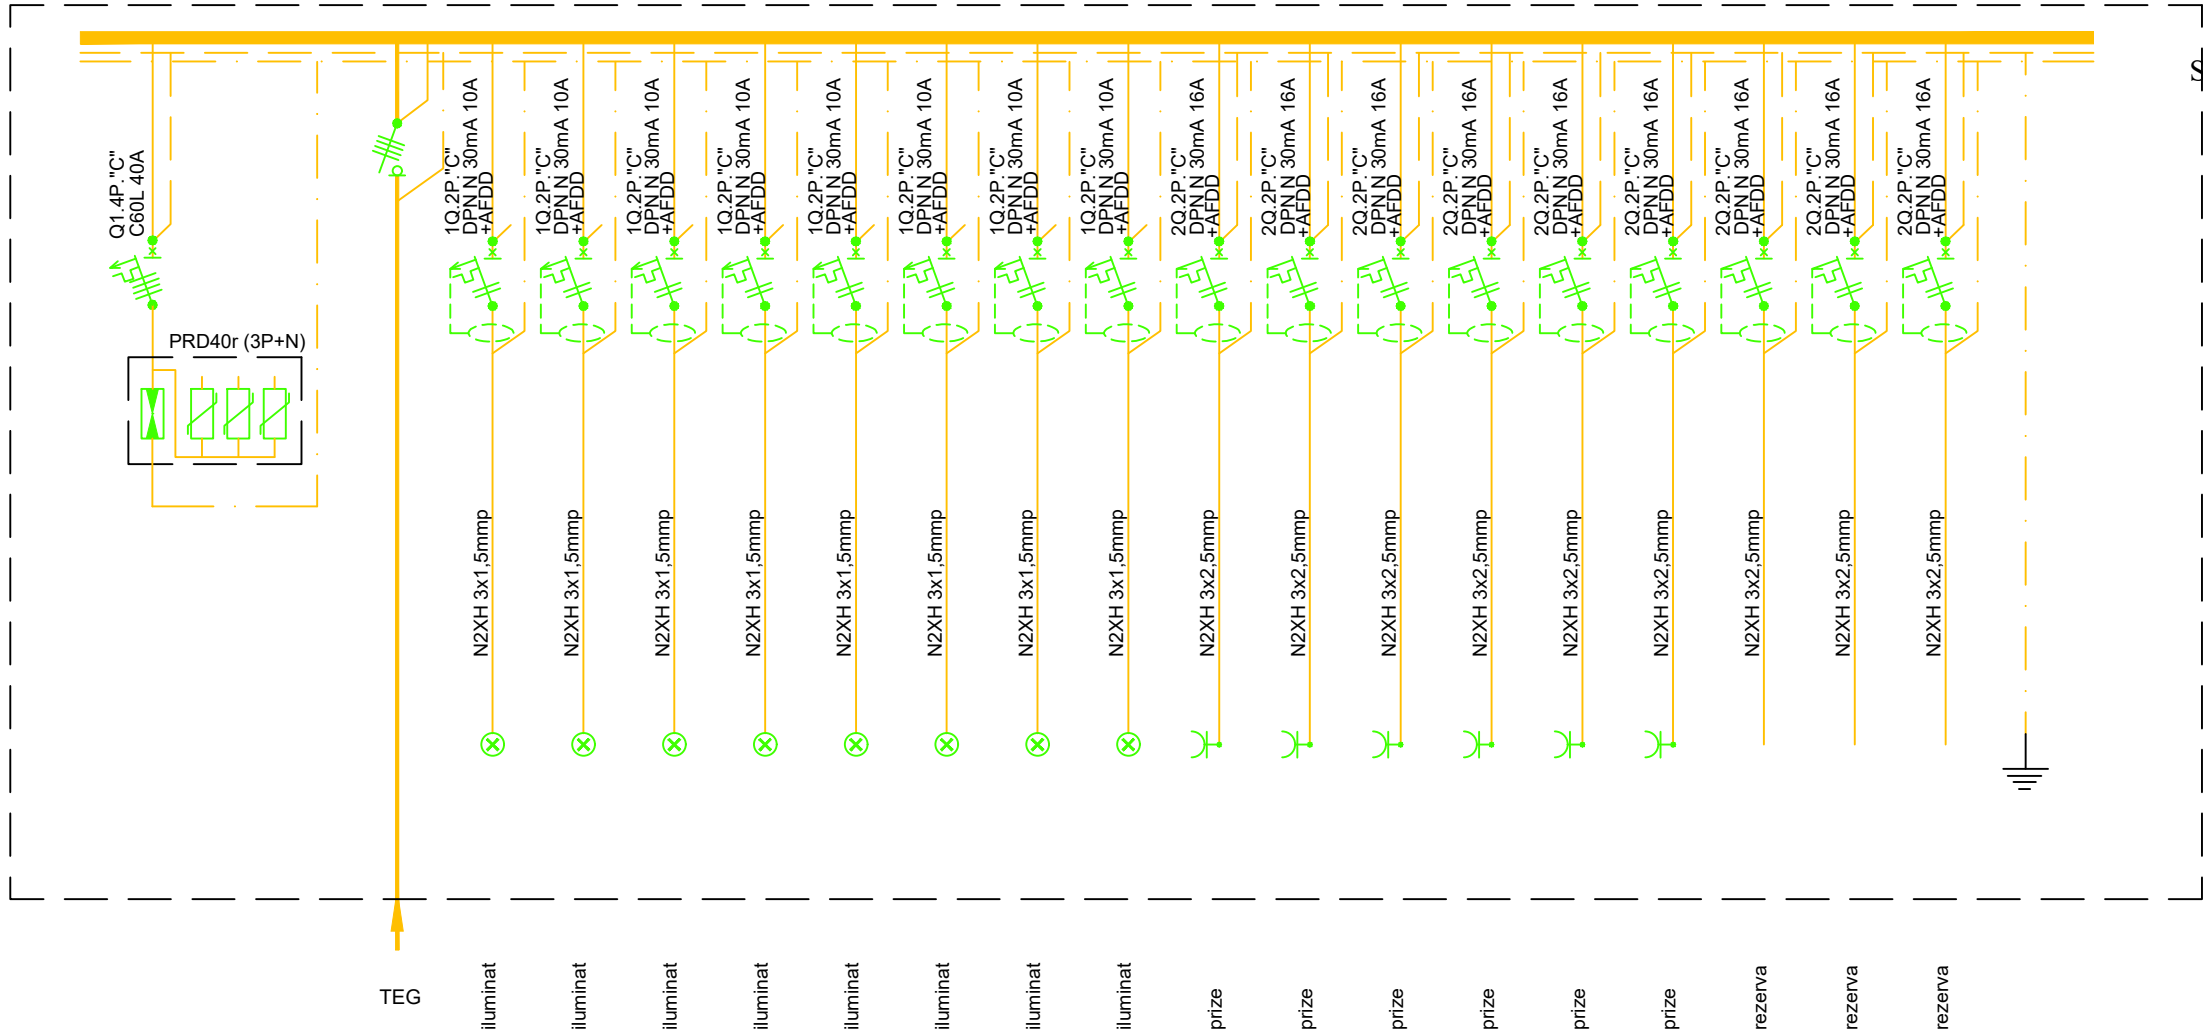 S
Q1.4P."C"
C60L 40A
PRD40r (3P+N)
1Q.2P."C"
DPN N 30mA 10A
+AFDD
1Q.2P."C"
DPN N 30mA 10A
+AFDD
1Q.2P."C"
DPN N 30mA 10A
+AFDD
1Q.2P."C"
DPN N 30mA 10A
+AFDD
1Q.2P."C"
DPN N 30mA 10A
+AFDD
1Q.2P."C"
DPN N 30mA 10A
+AFDD
1Q.2P."C"
DPN N 30mA 10A
+AFDD
1Q.2P."C"
DPN N 30mA 10A
+AFDD
2Q.2P."C"
DPN N 30mA 16A
+AFDD
2Q.2P."C"
DPN N 30mA 16A
+AFDD
2Q.2P."C"
DPN N 30mA 16A
+AFDD
2Q.2P."C"
DPN N 30mA 16A
+AFDD
2Q.2P."C"
DPN N 30mA 16A
+AFDD
2Q.2P."C"
DPN N 30mA 16A
+AFDD
2Q.2P."C"
DPN N 30mA 16A
+AFDD
2Q.2P."C"
DPN N 30mA 16A
+AFDD
2Q.2P."C"
DPN N 30mA 16A
+AFDD
N2XH 3x1,5mmp
N2XH 3x1,5mmp
N2XH 3x1,5mmp
N2XH 3x1,5mmp
N2XH 3x1,5mmp
N2XH 3x1,5mmp
N2XH 3x1,5mmp
N2XH 3x1,5mmp
N2XH 3x2,5mmp
N2XH 3x2,5mmp
N2XH 3x2,5mmp
N2XH 3x2,5mmp
N2XH 3x2,5mmp
N2XH 3x2,5mmp
N2XH 3x2,5mmp
N2XH 3x2,5mmp
N2XH 3x2,5mmp
TEG
iluminat
iluminat
iluminat
iluminat
iluminat
iluminat
iluminat
iluminat
prize
prize
prize
prize
prize
prize
rezerva
rezerva
rezerva